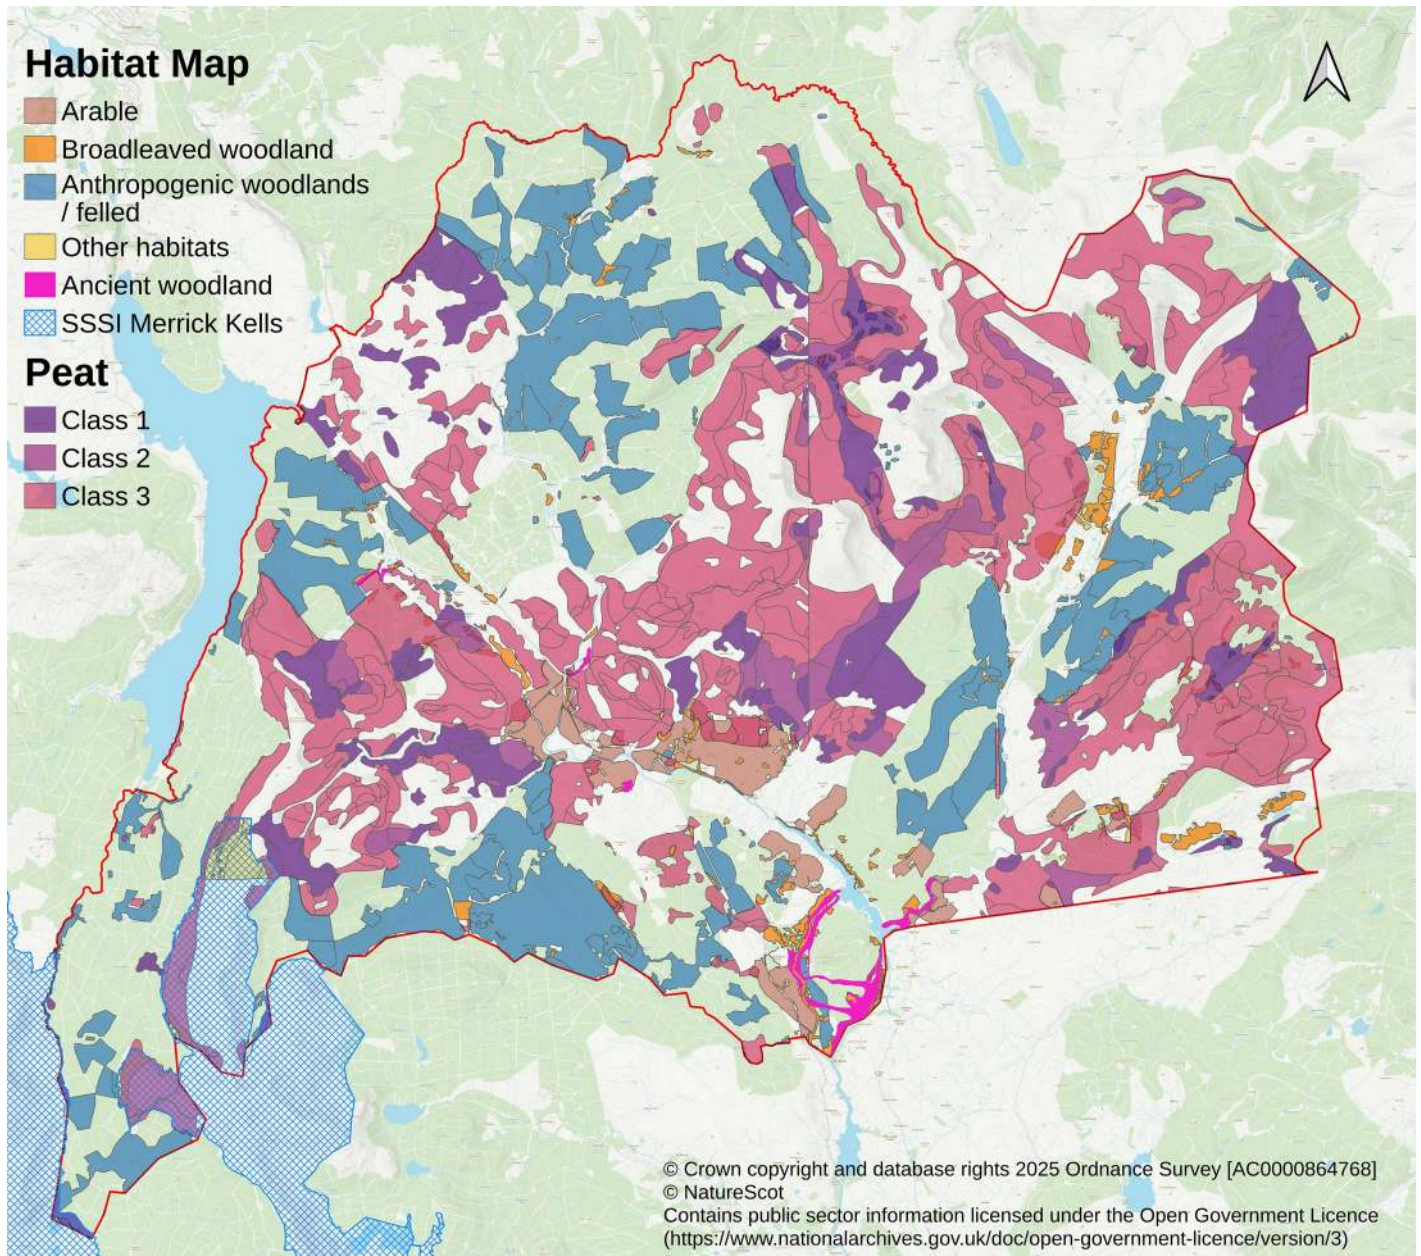 Habitat Map
Arable
Broadleaved woodland
Anthropogenic woodlands
/ felled
Other habitats
Ancient woodland
SSSI Merrick Kells
Peat
Class 1
Class 2
Class 3
© Crown copyright and database rights 2025 Ordnance Survey [AC0000864768]
© NatureScot
Contains public sector information licensed under the Open Government Licence
(https://www.nationalarchives.gov.uk/doc/open-government-licence/version/3)